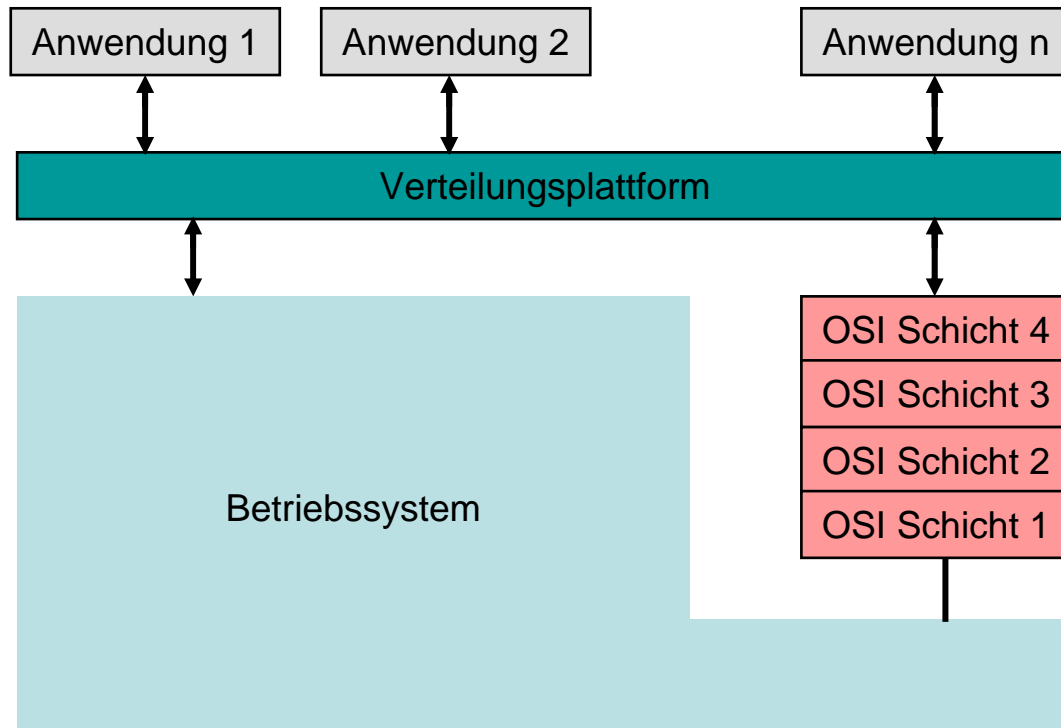 Anwendung 1
Anwendung 2
Anwendung n
Verteilungsplattform
OSI Schicht 4
OSI Schicht 3
OSI Schicht 2
OSI Schicht 1
Betriebssystem